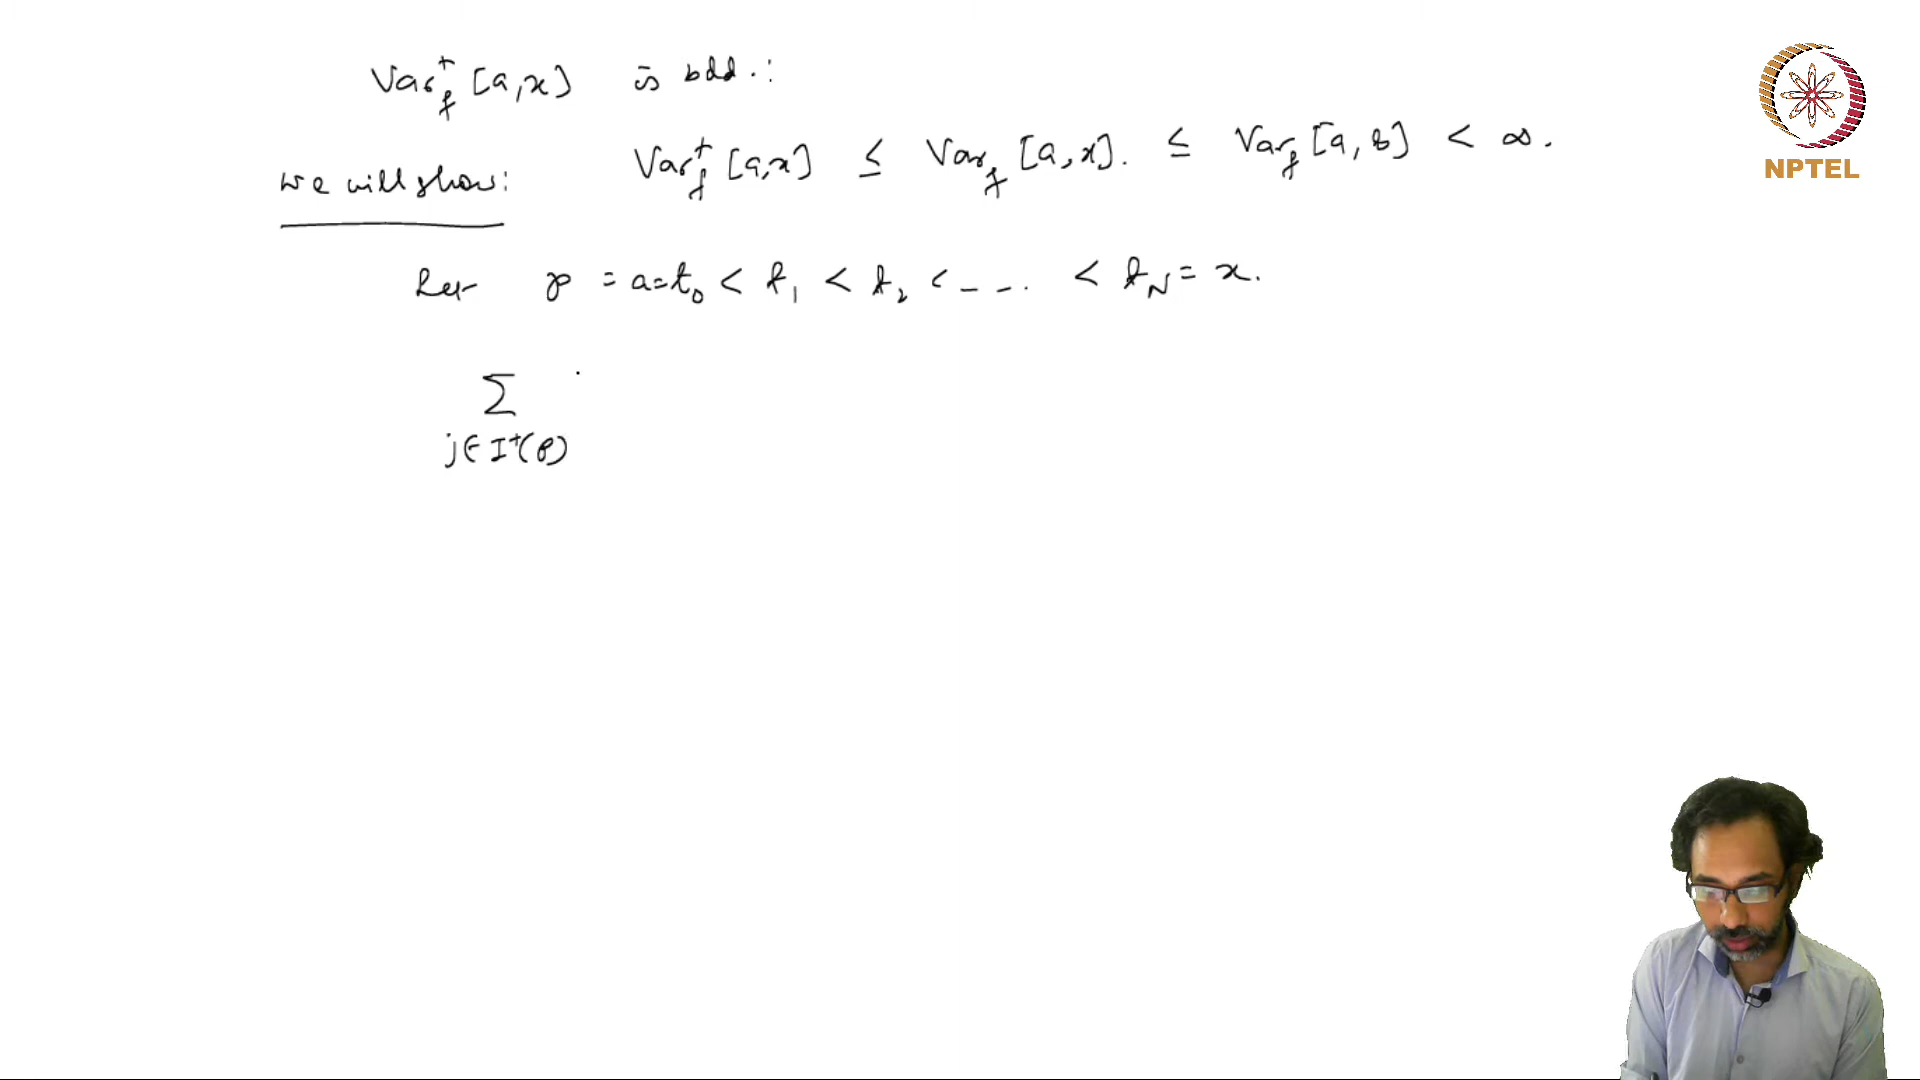 Var_f^+ [a,x] is bdd. :
Var_f^+ [a,x] ≤ Var_f [a,x]. ≤ Var_f [a,b] < ∞.
we will show:
Let P = a=t_0 < t_1 < t_2 < _ _ . < t_N = x.
Σ
j∈I^+(P)
NPTEL